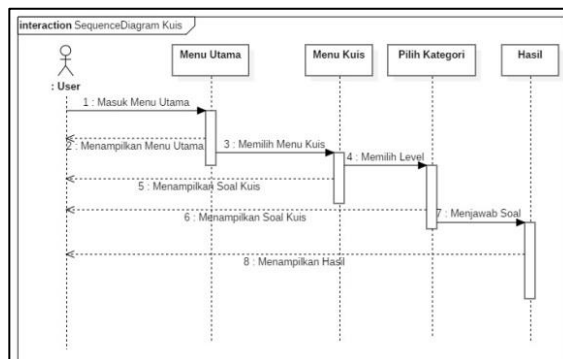 interaction SequenceDiagram Kuis
Menu Utama
Menu Kuis
Pilih Kategori
Hasil
: User
1 : Masuk Menu Utama
2 : Menampilkan Menu Utama
3 : Memilih Menu Kuis
4 : Memilih Level
5 : Menampilkan Soal Kuis
6 : Menampilkan Soal Kuis
7 : Menjawab Soal
8 : Menampilkan Hasil